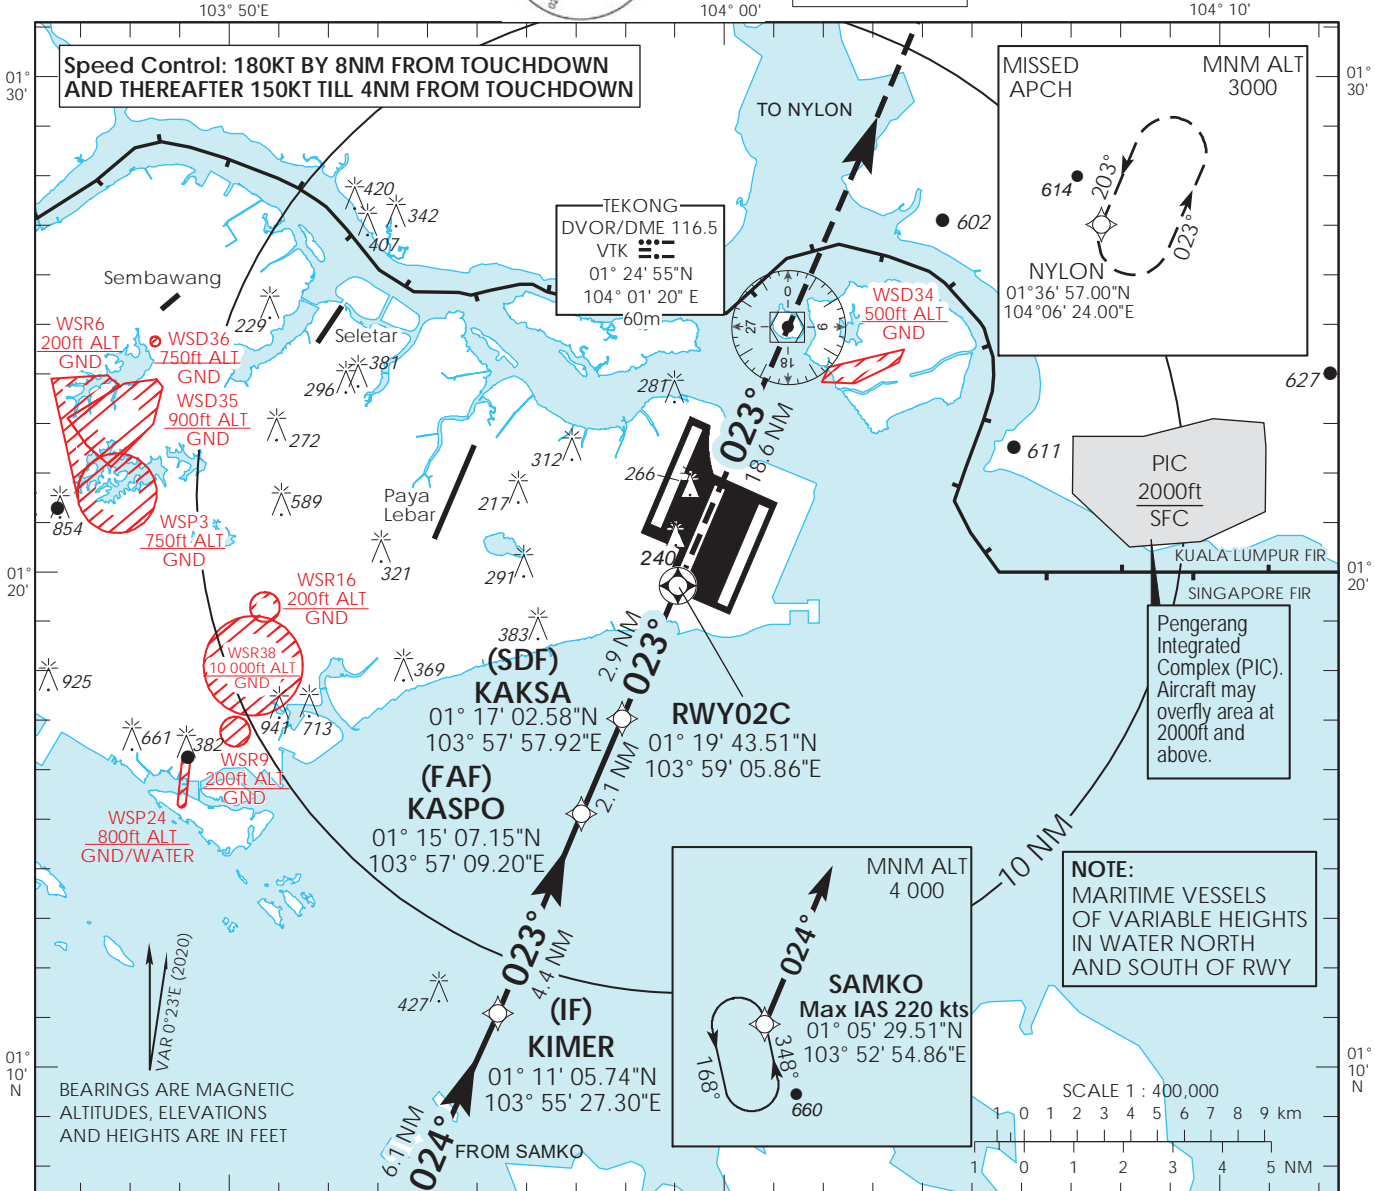 103° 50'E
104° 00'
104° 10'
01° 30'
01° 30'
Speed Control: 180KT BY 8NM FROM TOUCHDOWN
AND THEREAFTER 150KT TILL 4NM FROM TOUCHDOWN
TO NYLON
MISSED
APCH
MNM ALT
3000
614
203°
023°
NYLON
01°36' 57.00"N
104°06' 24.00"E
420
342
407
TEKONG
DVOR/DME 116.5
VTK
01° 24' 55"N
104° 01' 20" E
60m
602
Sembawang
229
Seletar
0
9
18
27
WSD34
500ft ALT
GND
WSR6
200ft ALT
GND
WSD36
750ft ALT
GND
381
296
281
627
WSD35
900ft ALT
GND
272
312
023°
18.6 NM
611
266
PIC
2000ft
SFC
589
217
Paya
Lebar
854
WSP3
750ft ALT
GND
321
291
240
KUALA LUMPUR FIR
SINGAPORE FIR
01°
20'
01°
20'
WSR16
200ft ALT
GND
383
Pengerang
Integrated
Complex (PIC).
Aircraft may
overfly area at
2000ft and
above.
WSR38
10 000ft ALT
GND
925
369
2.9 NM
023°
(SDF)
KAKSA
01° 17' 02.58"N
103° 57' 57.92"E
RWY02C
01° 19' 43.51"N
103° 59' 05.86"E
941
713
661
382
WSR9
200ft ALT
GND
(FAF)
KASPO
01° 15' 07.15"N
103° 57' 09.20"E
2.1 NM
WSP24
800ft ALT
GND/WATER
10 NM
MNM ALT
4 000
024°
SAMKO
Max IAS 220 kts
01° 05' 29.51"N
103° 52' 54.86"E
168°
348°
660
NOTE:
MARITIME VESSELS
OF VARIABLE HEIGHTS
IN WATER NORTH
AND SOUTH OF RWY
023°
4.4 NM
427
(IF)
KIMER
01° 11' 05.74"N
103° 55' 27.30"E
VAR 0°23'E (2020)
01°
10'
N
01°
10'
N
BEARINGS ARE MAGNETIC
ALTITUDES, ELEVATIONS
AND HEIGHTS ARE IN FEET
6.1 NM
024°
FROM SAMKO
SCALE 1 : 400,000
1 0 1 2 3 4 5 6 7 8 9 km
1 0 1 2 3 4 5 NM